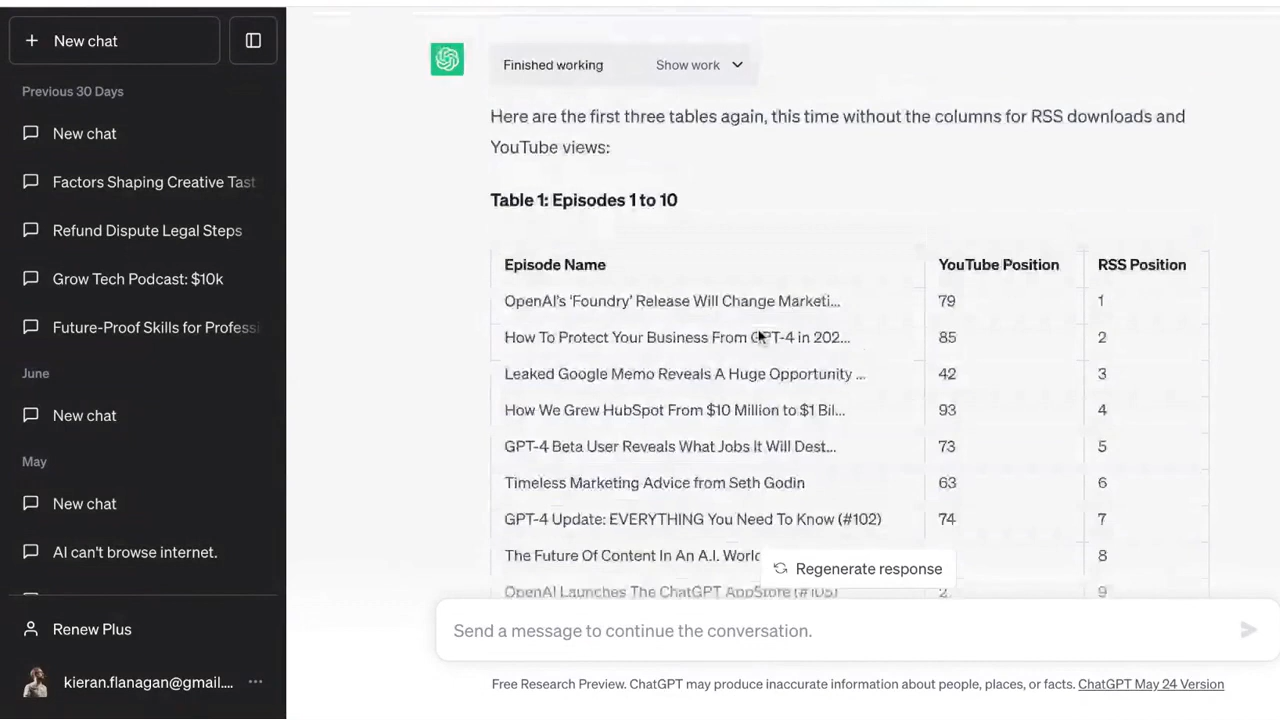 New chat
Previous 30 Days
New chat
Factors Shaping Creative Tast
Refund Dispute Legal Steps
Grow Tech Podcast: $10k
Future-Proof Skills for Professi
June
New chat
May
New chat
AI can't browse internet.
Renew Plus
kieran.flanagan@gmail....
Finished working Show work
Here are the first three tables again, this time without the columns for RSS downloads and
YouTube views:
Table 1: Episodes 1 to 10
Episode Name YouTube Position RSS Position
OpenAI's 'Foundry' Release Will Change Marketi... 79 1
How To Protect Your Business From GPT-4 in 202... 85 2
Leaked Google Memo Reveals A Huge Opportunity ... 42 3
How We Grew HubSpot From $10 Million to $1 Bil... 93 4
GPT-4 Beta User Reveals What Jobs It Will Dest... 73 5
Timeless Marketing Advice from Seth Godin 63 6
GPT-4 Update: EVERYTHING You Need To Know (#102) 74 7
The Future Of Content In An A.I. World 8
Regenerate response
OpenAI Launches The ChatGPT AppStore (#105) 2 9
Send a message to continue the conversation.
Free Research Preview. ChatGPT may produce inaccurate information about people, places, or facts. ChatGPT May 24 Version